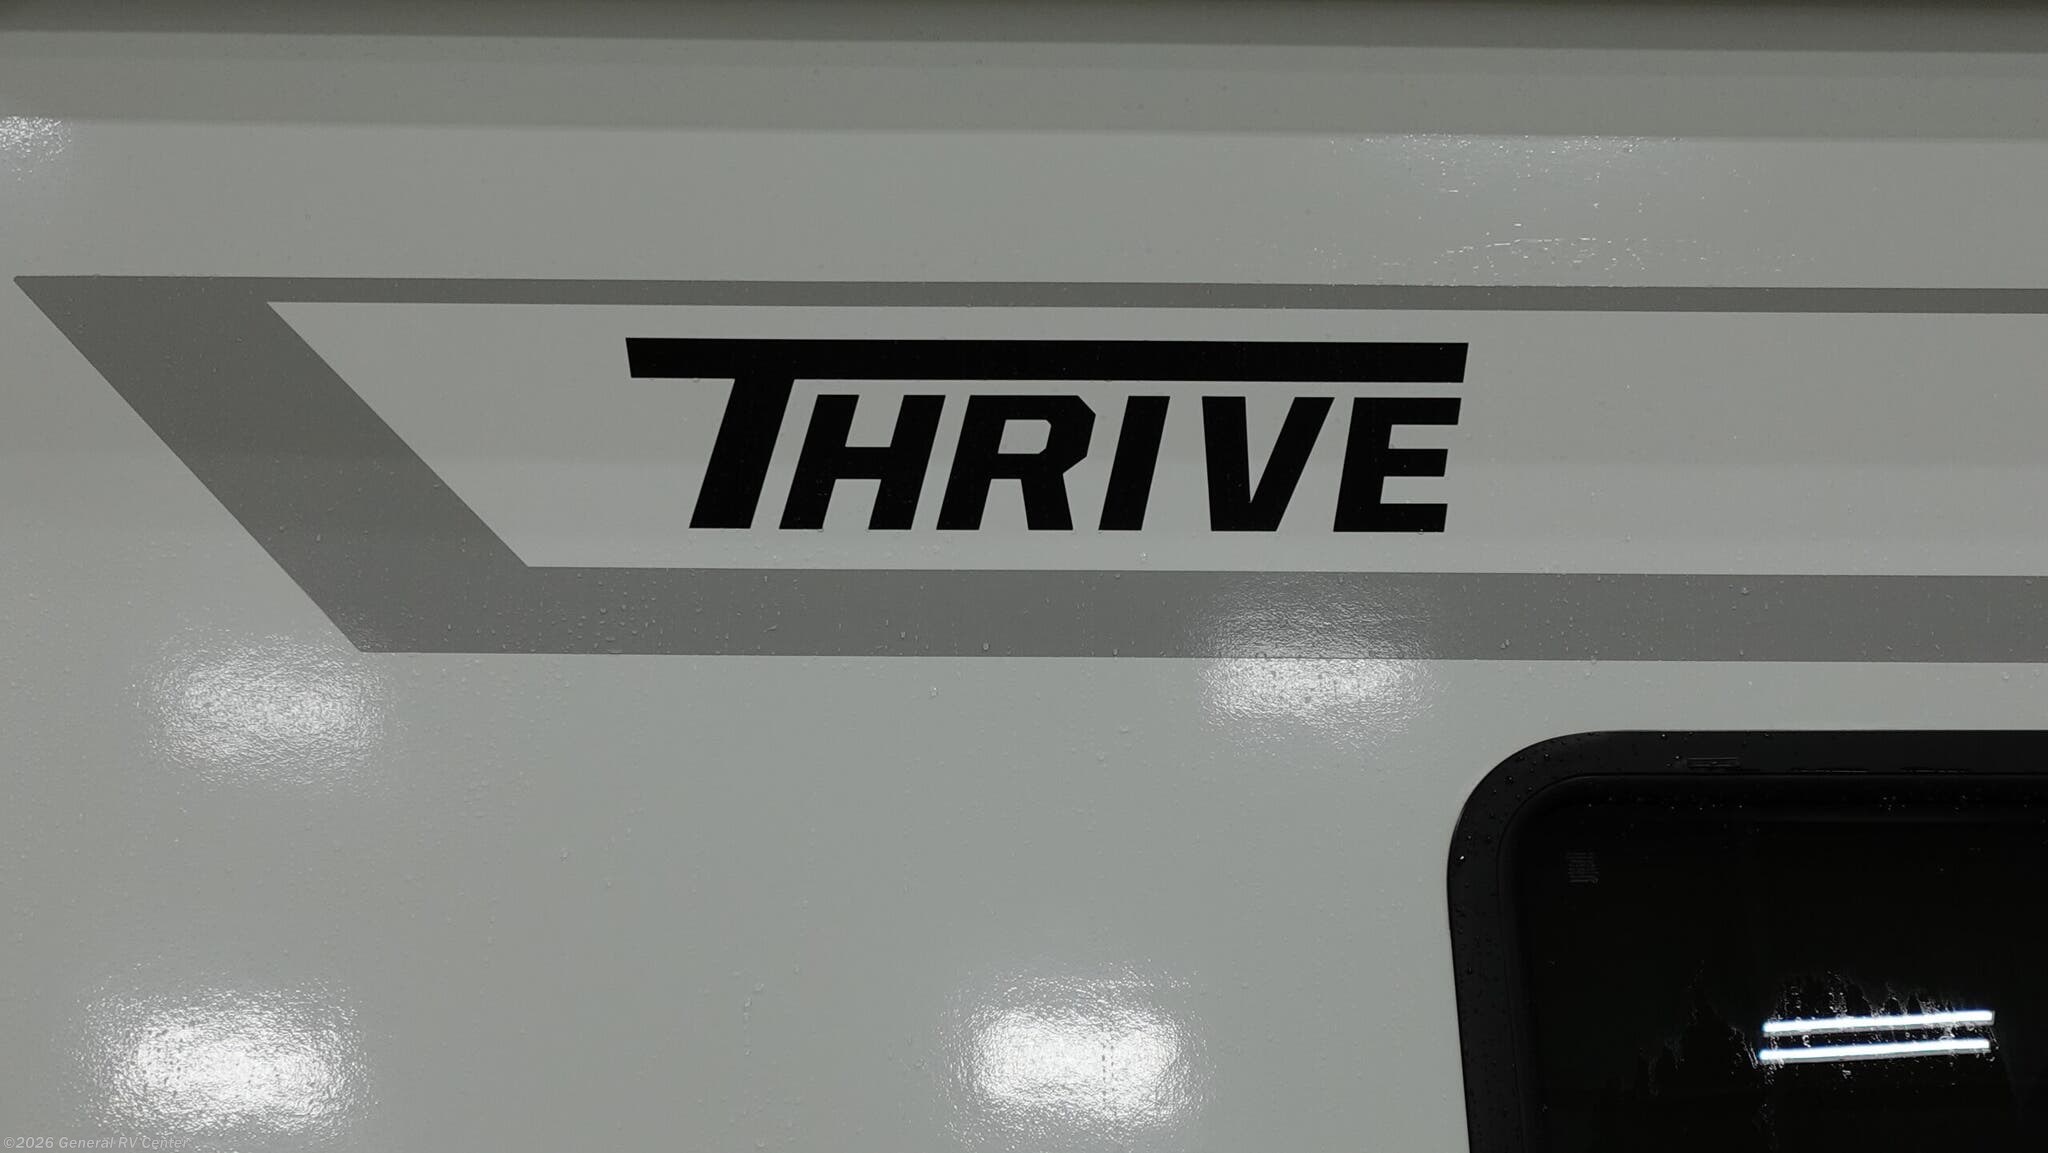 THRIVE
©2026 General RV Center